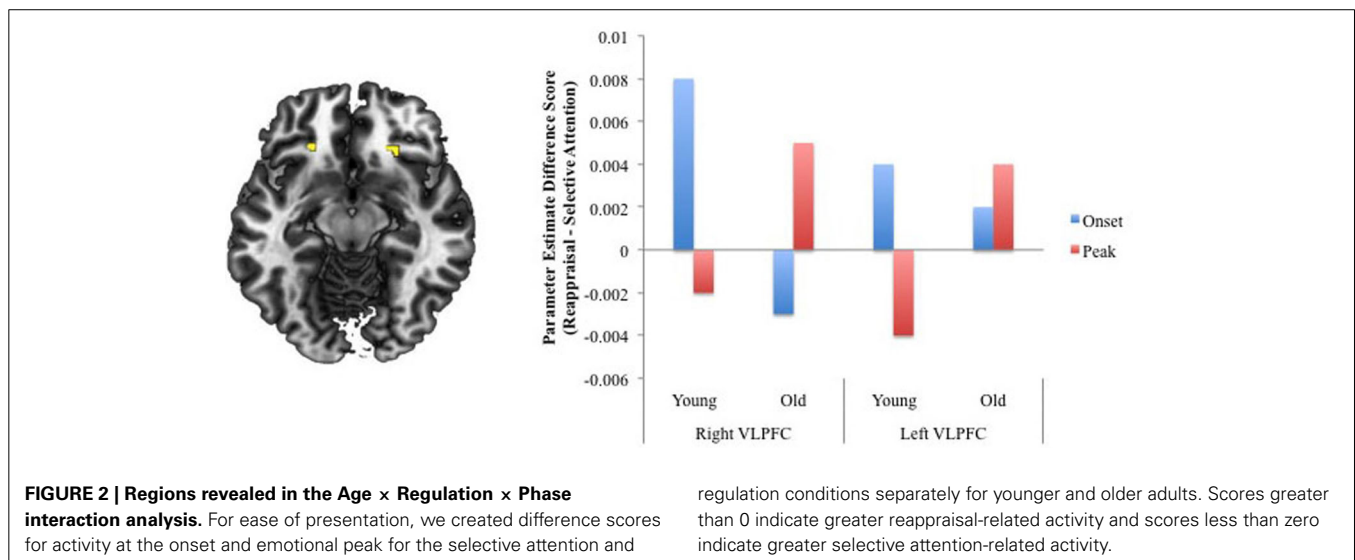 0.01
0.008
0.006
0.004
0.002
0
-0.002
-0.004
-0.006
Parameter Estimate Difference Score
(Reappraisal - Selective Attention)
Young Old Young Old
Right VLPFC Left VLPFC
Onset
Peak
FIGURE 2 | Regions revealed in the Age × Regulation × Phase
interaction analysis. For ease of presentation, we created difference scores
for activity at the onset and emotional peak for the selective attention and
regulation conditions separately for younger and older adults. Scores greater
than 0 indicate greater reappraisal-related activity and scores less than zero
indicate greater selective attention-related activity.